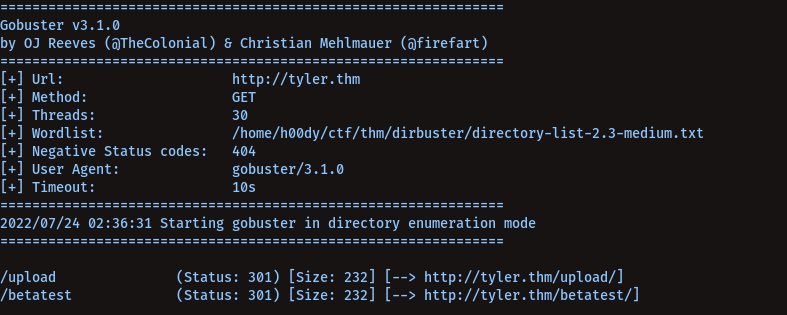 ===============================================================
Gobuster v3.1.0
by OJ Reeves (@TheColonial) & Christian Mehlmauer (@firefart)
===============================================================
[+] Url:                     http://tyler.thm
[+] Method:                  GET
[+] Threads:                 30
[+] Wordlist:                /home/h00dy/ctf/thm/dirbuster/directory-list-2.3-medium.txt
[+] Negative Status codes:   404
[+] User Agent:              gobuster/3.1.0
[+] Timeout:                 10s
===============================================================
2022/07/24 02:36:31 Starting gobuster in directory enumeration mode
===============================================================
/upload               (Status: 301) [Size: 232] [--> http://tyler.thm/upload/]
/betatest             (Status: 301) [Size: 232] [--> http://tyler.thm/betatest/]